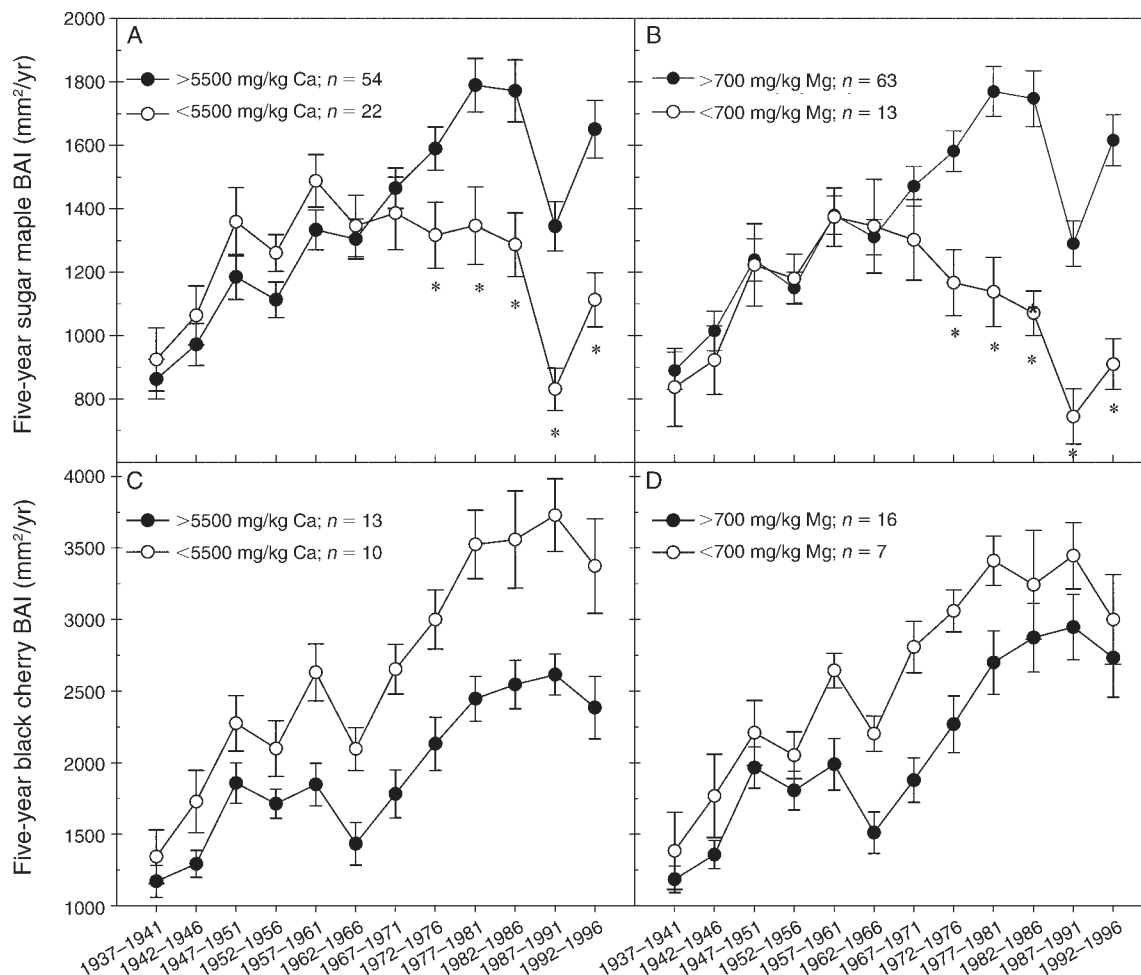 A
>5500 mg/kg Ca; n = 54
<5500 mg/kg Ca; n = 22
B
>700 mg/kg Mg; n = 63
<700 mg/kg Mg; n = 13
Five-year sugar maple BAI (mm²/yr)
2000
1800
1600
1400
1200
1000
800
* * * * *
* * * * * *
C
>5500 mg/kg Ca; n = 13
<5500 mg/kg Ca; n = 10
D
>700 mg/kg Mg; n = 16
<700 mg/kg Mg; n = 7
Five-year black cherry BAI (mm²/yr)
4000
3500
3000
2500
2000
1500
1000
1937–1941
1942–1946
1947–1951
1952–1956
1957–1961
1962–1966
1967–1971
1972–1976
1977–1981
1982–1986
1987–1991
1992–1996
1937–1941
1942–1946
1947–1951
1952–1956
1957–1961
1962–1966
1967–1971
1972–1976
1977–1981
1982–1986
1987–1991
1992–1996